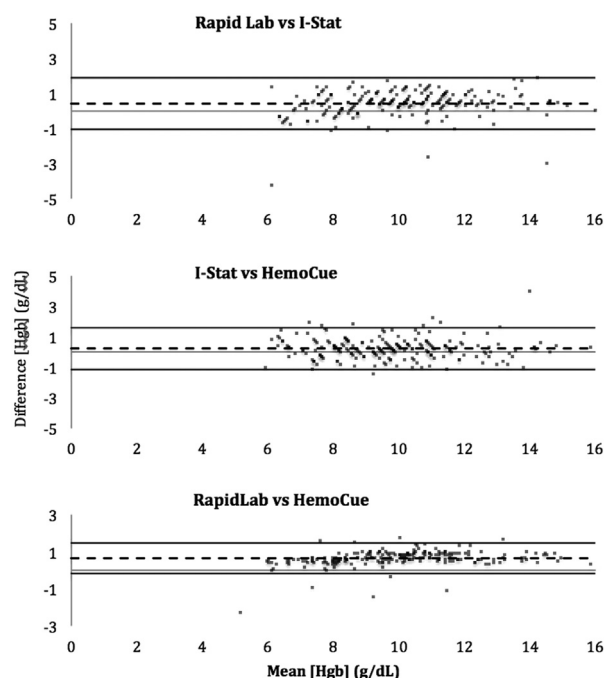 Rapid Lab vs I-Stat
5
3
1
-1
-3
-5
0 2 4 6 8 10 12 14 16
I-Stat vs HemoCue
5
3
1
-1
-3
-5
0 2 4 6 8 10 12 14 16
Difference [Hgb] (g/dL)
RapidLab vs HemoCue
3
1
-1
-3
0 2 4 6 8 10 12 14 16
Mean [Hgb] (g/dL)